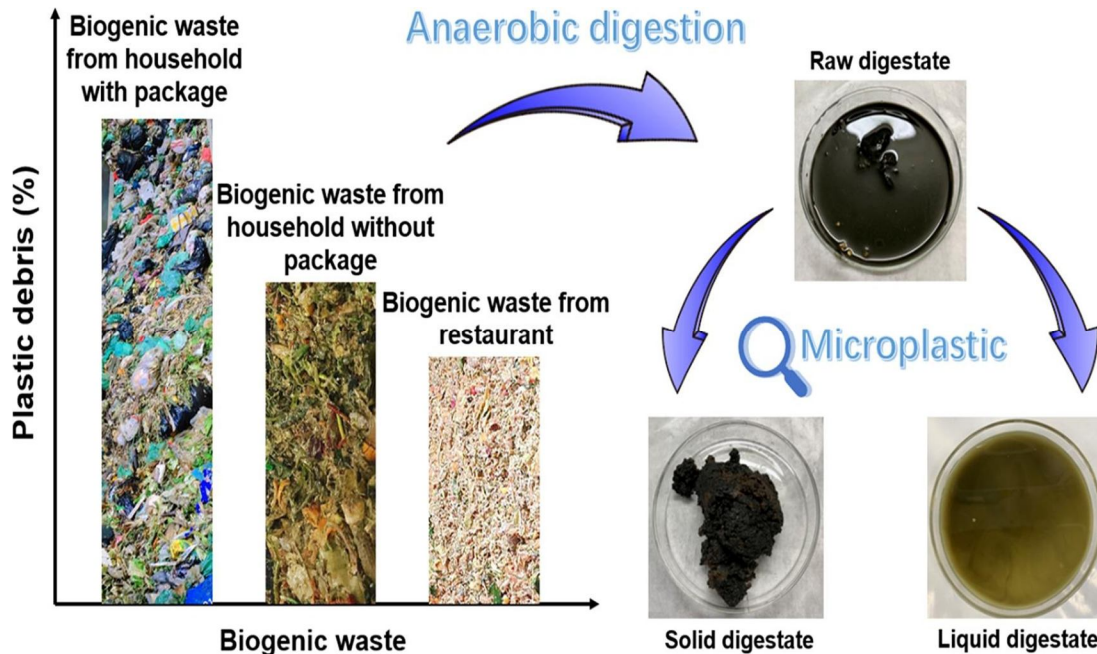 Biogenic waste
from household
with package
Anaerobic digestion
Raw digestate
Biogenic waste from
household without
package
Biogenic waste from
restaurant
Plastic debris (%)
Microplastic
Biogenic waste
Solid digestate
Liquid digestate